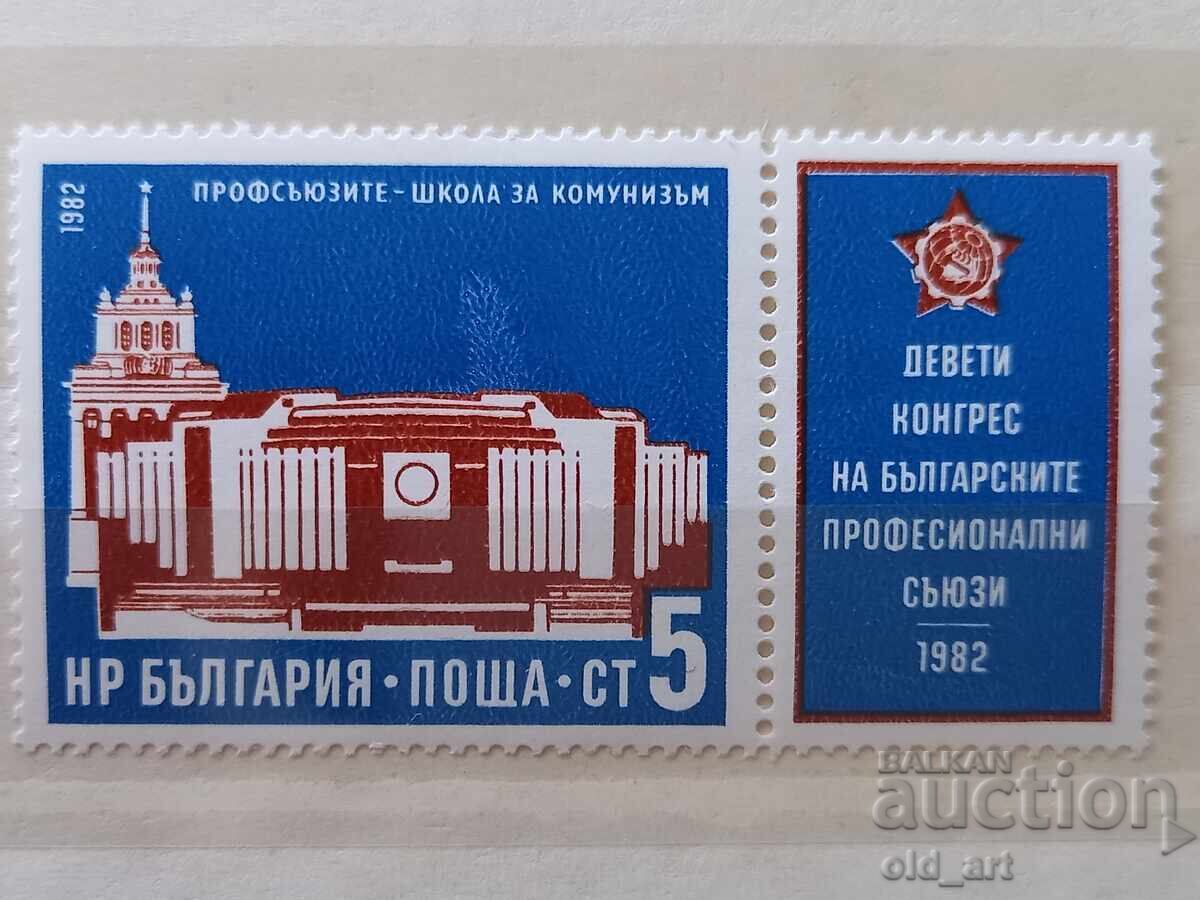 1982
ПРОФСЪЮЗИТЕ - ШКОЛА ЗА КОМУНИЗЪМ
НР БЪЛГАРИЯ • ПОЩА • СТ 5
ДЕВЕТИ
КОНГРЕС
НА БЪЛГАРСКИТЕ
ПРОФЕСИОНАЛНИ
СЪЮЗИ
1982
BALKAN
auction
old_art